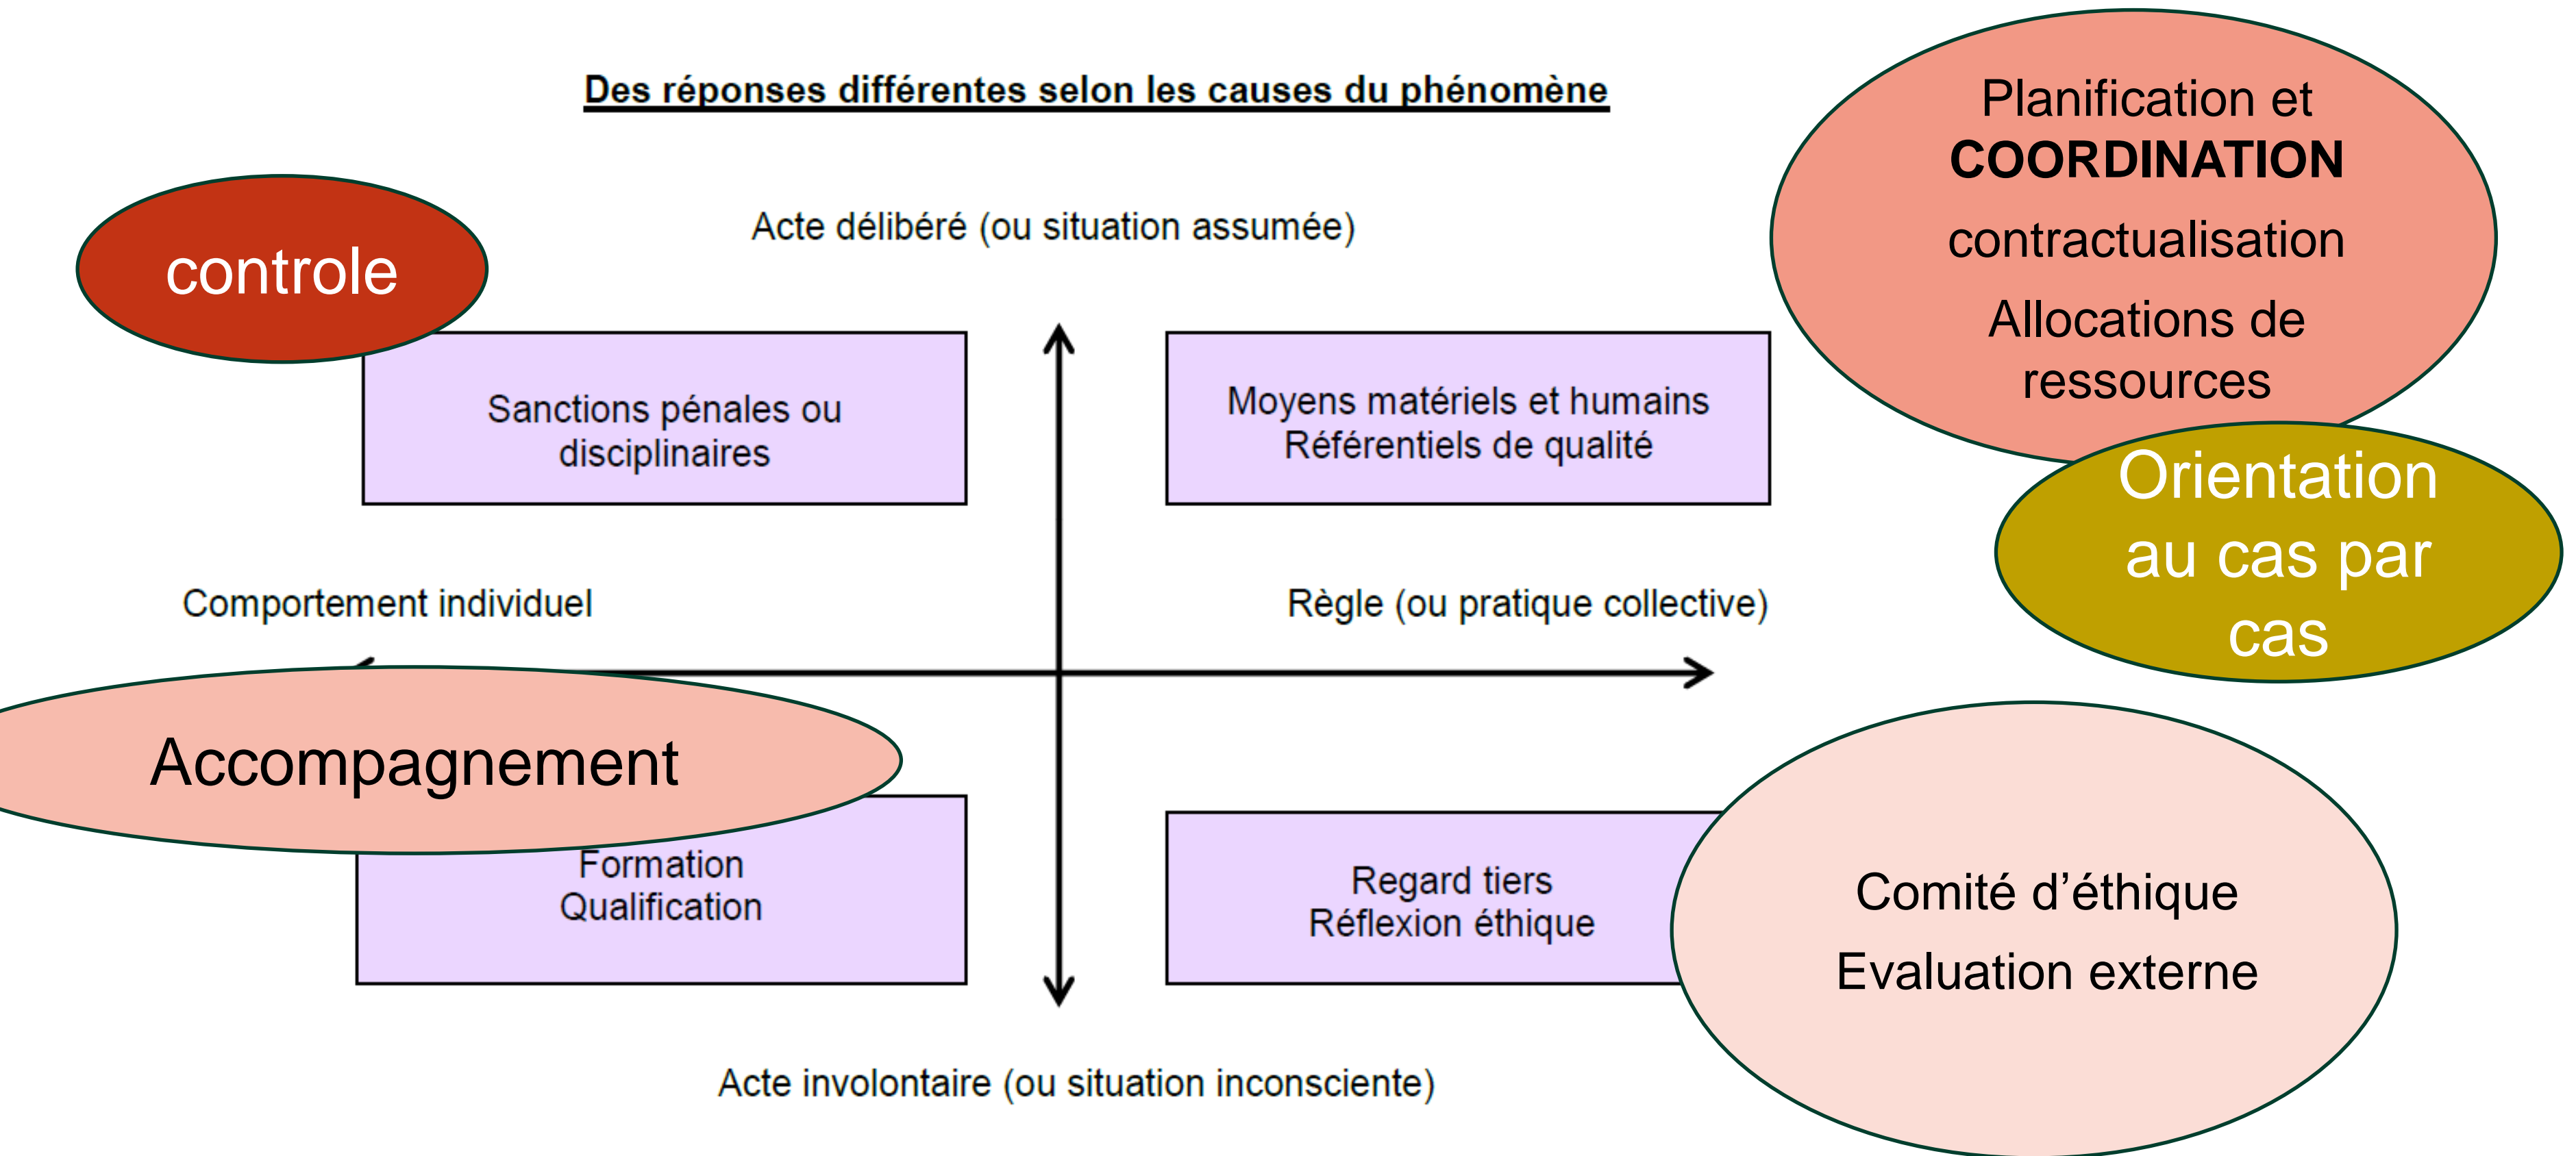 Des réponses différentes selon les causes du phénomène
Planification et
COORDINATION
contractualisation
Allocations de
ressources
Acte délibéré (ou situation assumée)
controle
Sanctions pénales ou
disciplinaires
Moyens matériels et humains
Référentiels de qualité
Orientation
au cas par
cas
Comportement individuel
Règle (ou pratique collective)
Accompagnement
Formation
Qualification
Regard tiers
Réflexion éthique
Comité d’éthique
Evaluation externe
Acte involontaire (ou situation inconsciente)